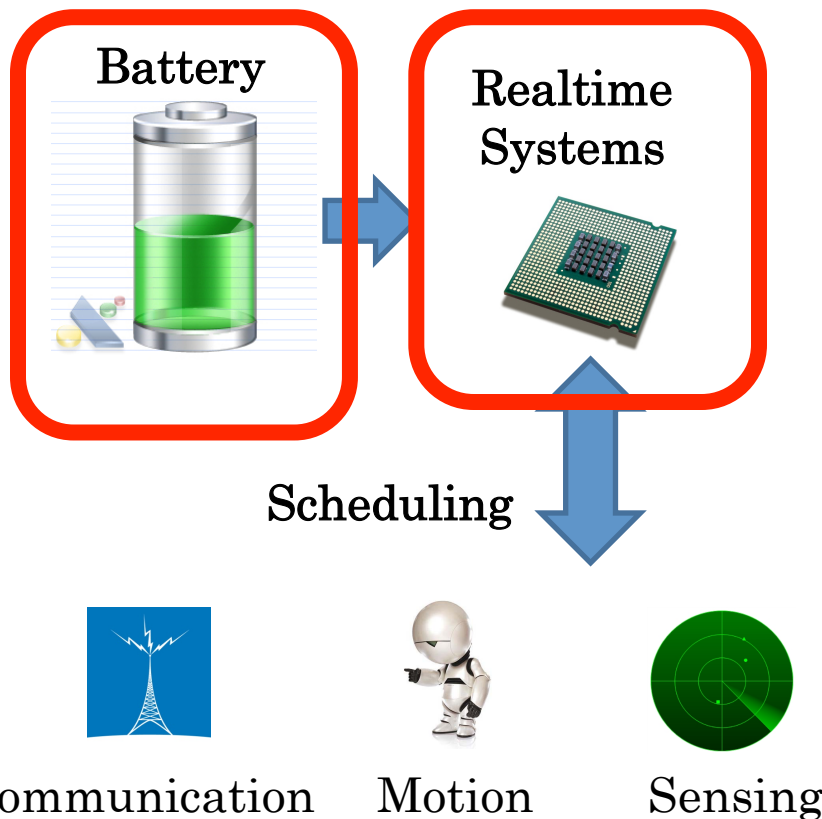 Battery
Realtime
Systems
Scheduling
ommunication
Motion
Sensing